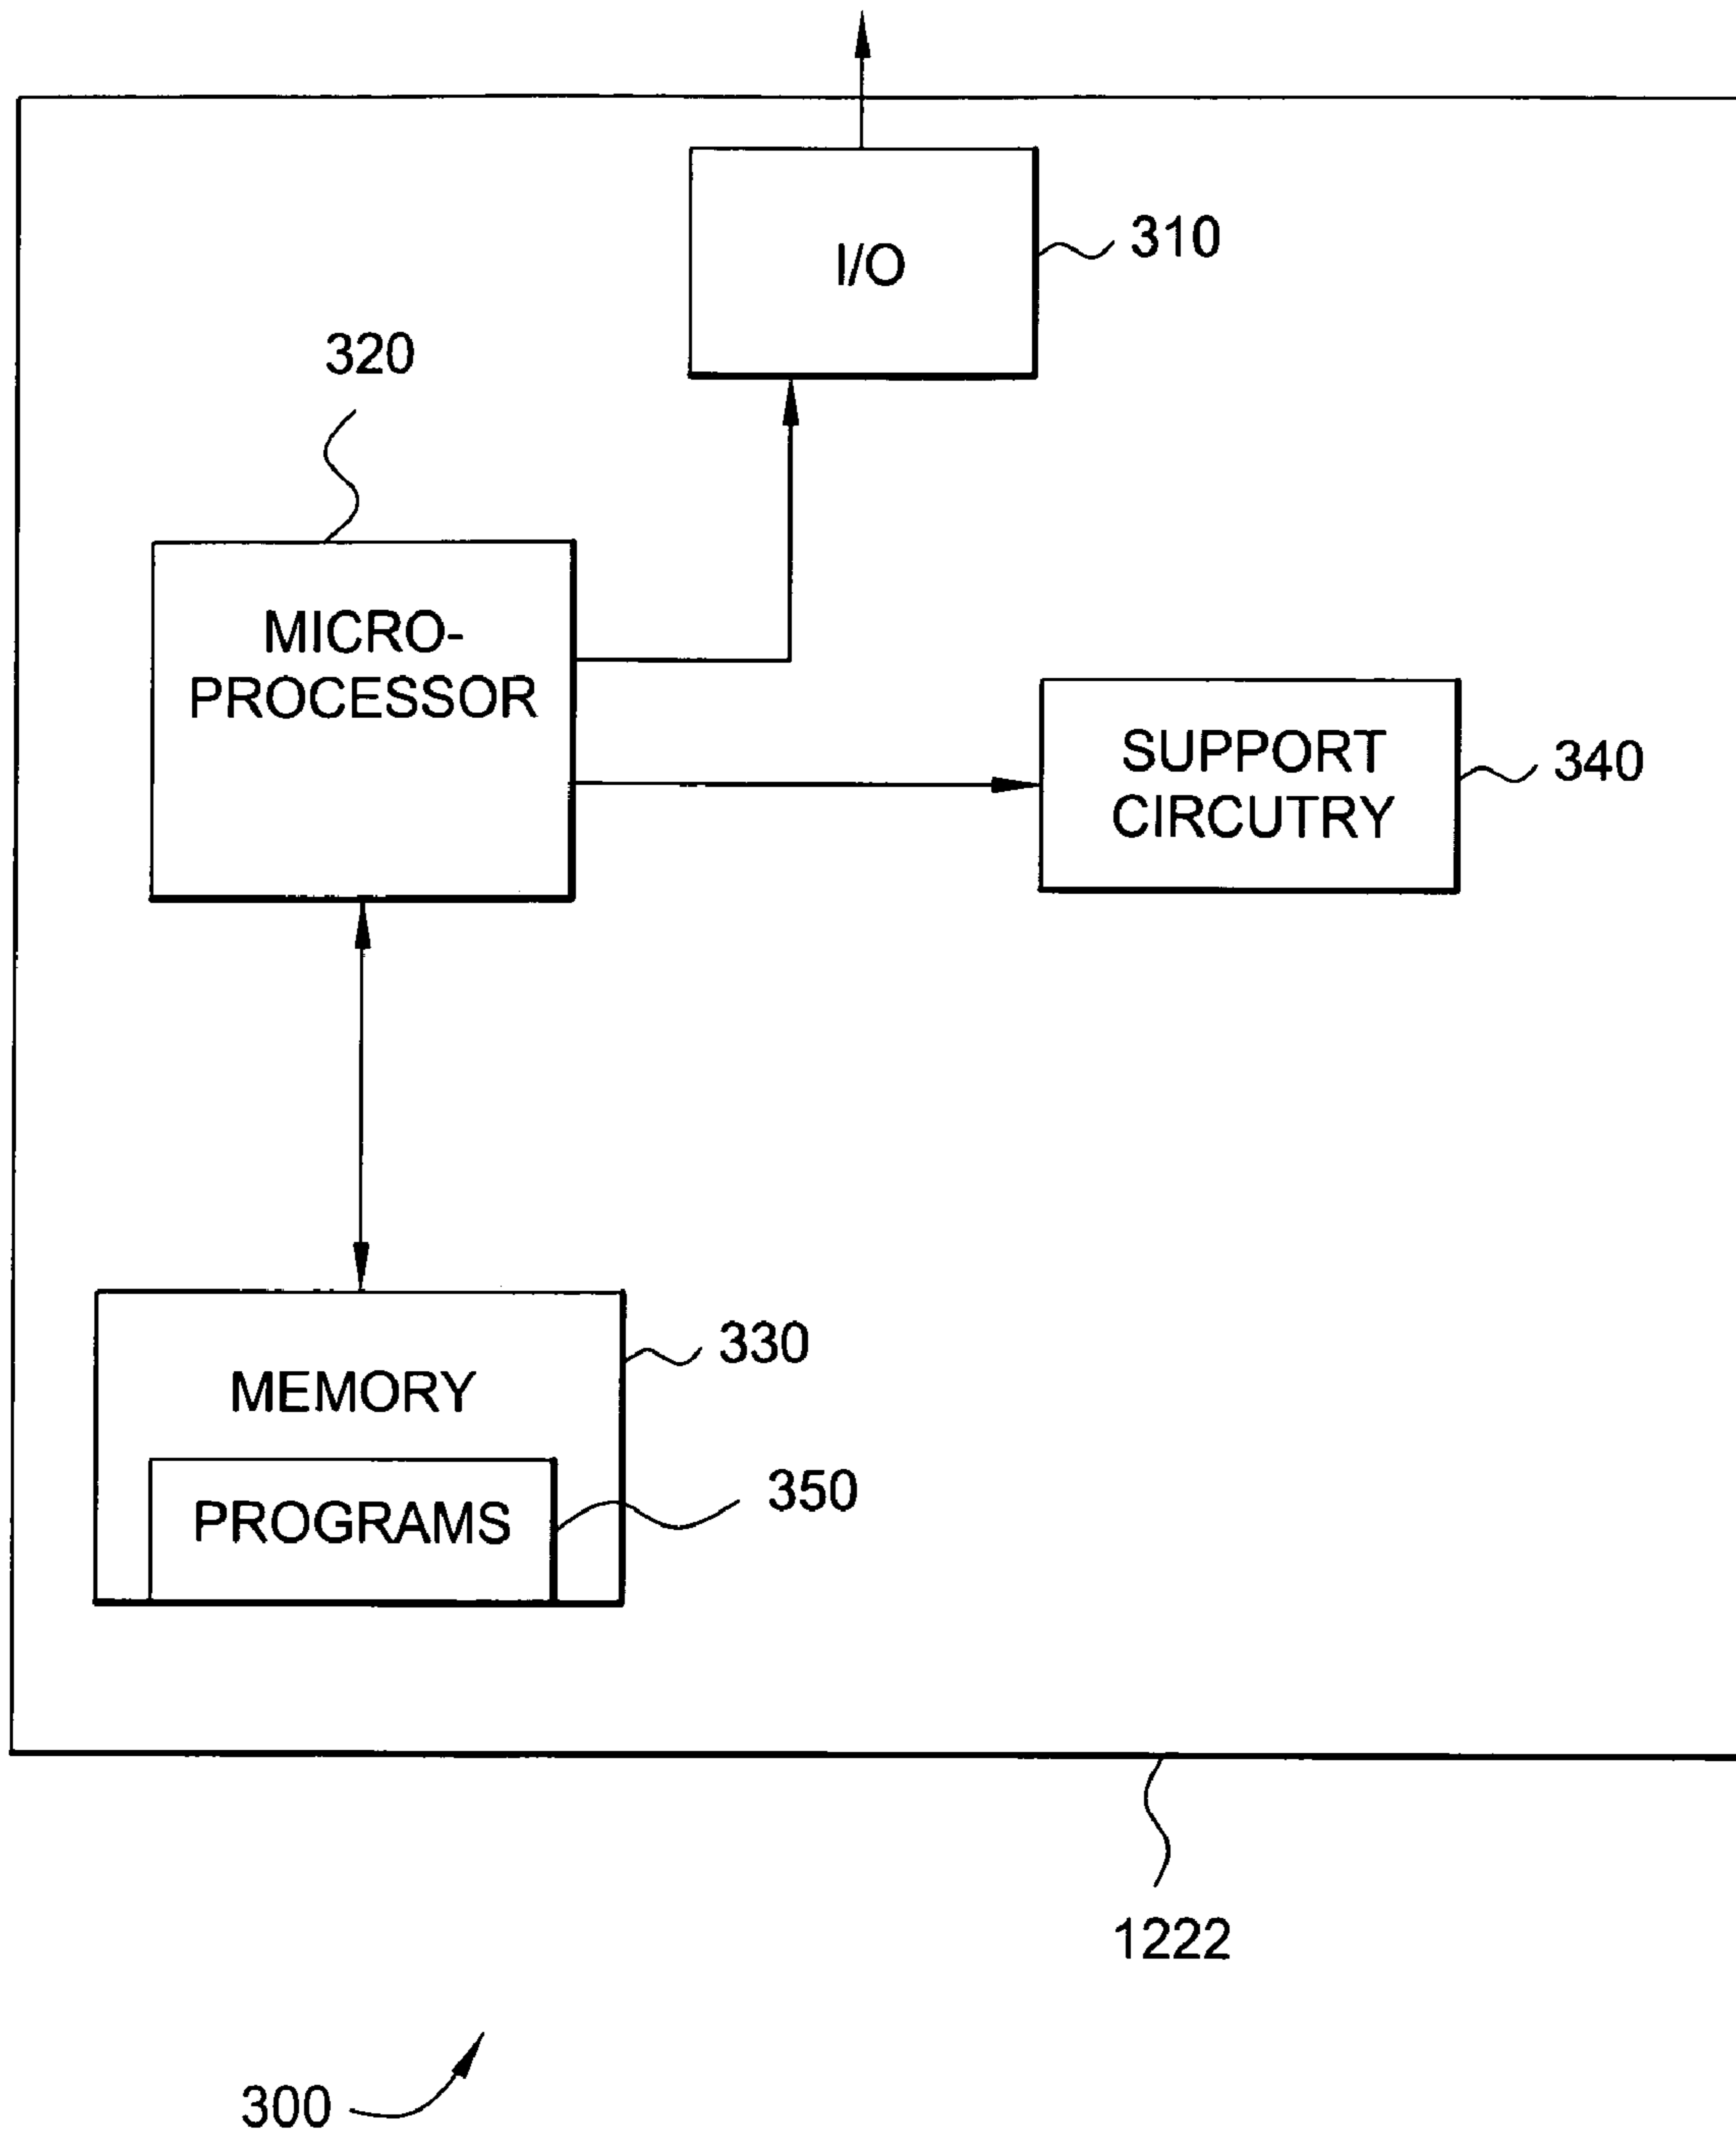 I/O
310
320
MICRO-
PROCESSOR
SUPPORT
CIRCUTRY
340
330
MEMORY
350
PROGRAMS
1222
300